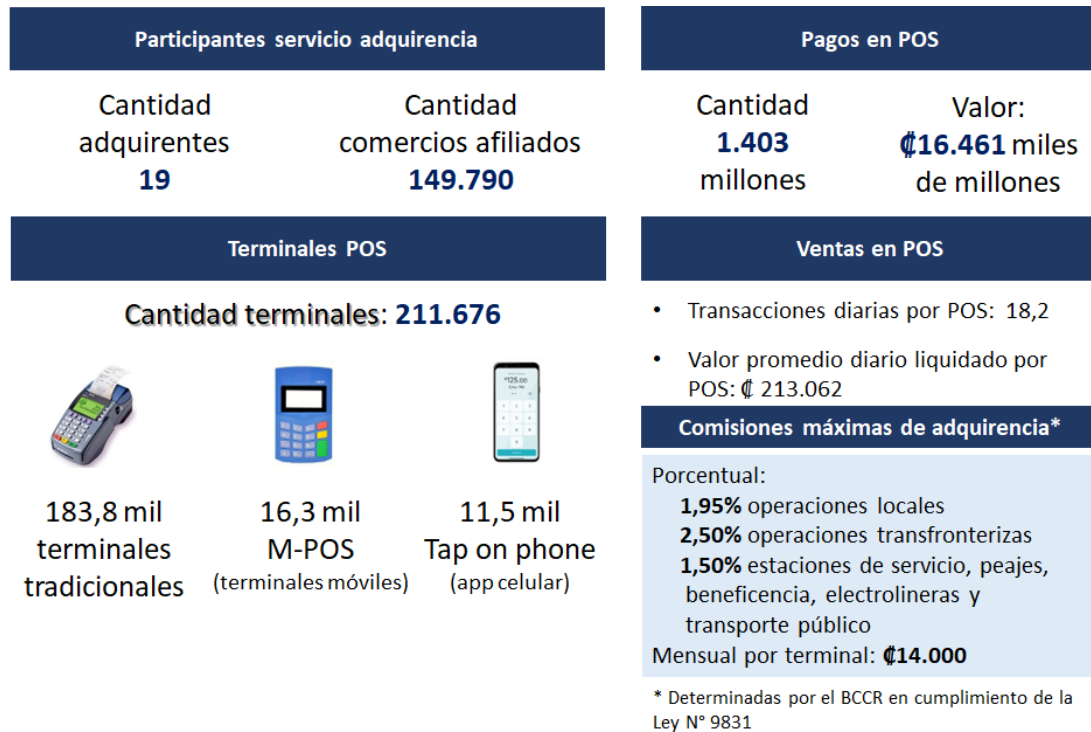 Participantes servicio adquirencia
Cantidad
adquirentes
19
Cantidad
comercios afiliados
149.790
Pagos en POS
Cantidad
1.403
millones
Valor:
₡16.461 miles
de millones
Terminales POS
Cantidad terminales: 211.676
183,8 mil
terminales
tradicionales
16,3 mil
M-POS
(terminales móviles)
$125.00
11,5 mil
Tap on phone
(app celular)
Ventas en POS
• Transacciones diarias por POS: 18,2
• Valor promedio diario liquidado por
POS: ₡ 213.062
Comisiones máximas de adquirencia*
Porcentual:
1,95% operaciones locales
2,50% operaciones transfronterizas
1,50% estaciones de servicio, peajes,
beneficencia, electrolineras y
transporte público
Mensual por terminal: ₡14.000
* Determinadas por el BCCR en cumplimiento de la
Ley N° 9831